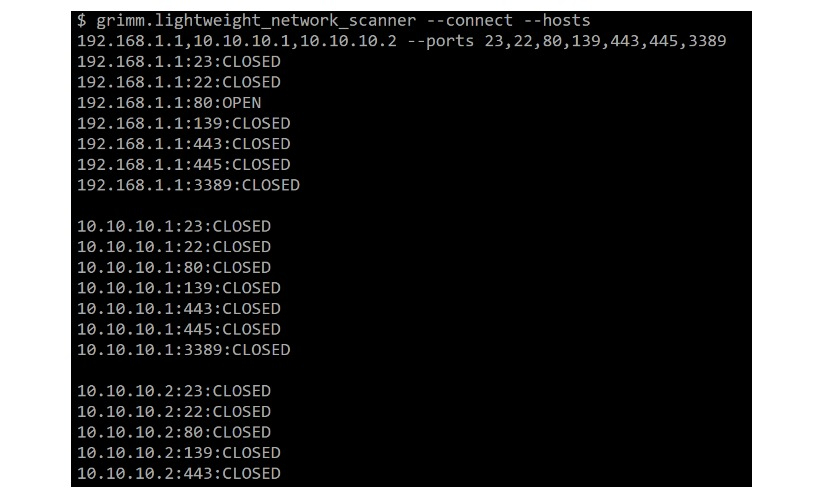 $ grimm.lightweight_network_scanner --connect --hosts
192.168.1.1,10.10.10.1,10.10.10.2 --ports 23,22,80,139,443,445,3389
192.168.1.1:23:CLOSED
192.168.1.1:22:CLOSED
192.168.1.1:80:OPEN
192.168.1.1:139:CLOSED
192.168.1.1:443:CLOSED
192.168.1.1:445:CLOSED
192.168.1.1:3389:CLOSED
10.10.10.1:23:CLOSED
10.10.10.1:22:CLOSED
10.10.10.1:80:CLOSED
10.10.10.1:139:CLOSED
10.10.10.1:443:CLOSED
10.10.10.1:445:CLOSED
10.10.10.1:3389:CLOSED
10.10.10.2:23:CLOSED
10.10.10.2:22:CLOSED
10.10.10.2:80:CLOSED
10.10.10.2:139:CLOSED
10.10.10.2:443:CLOSED